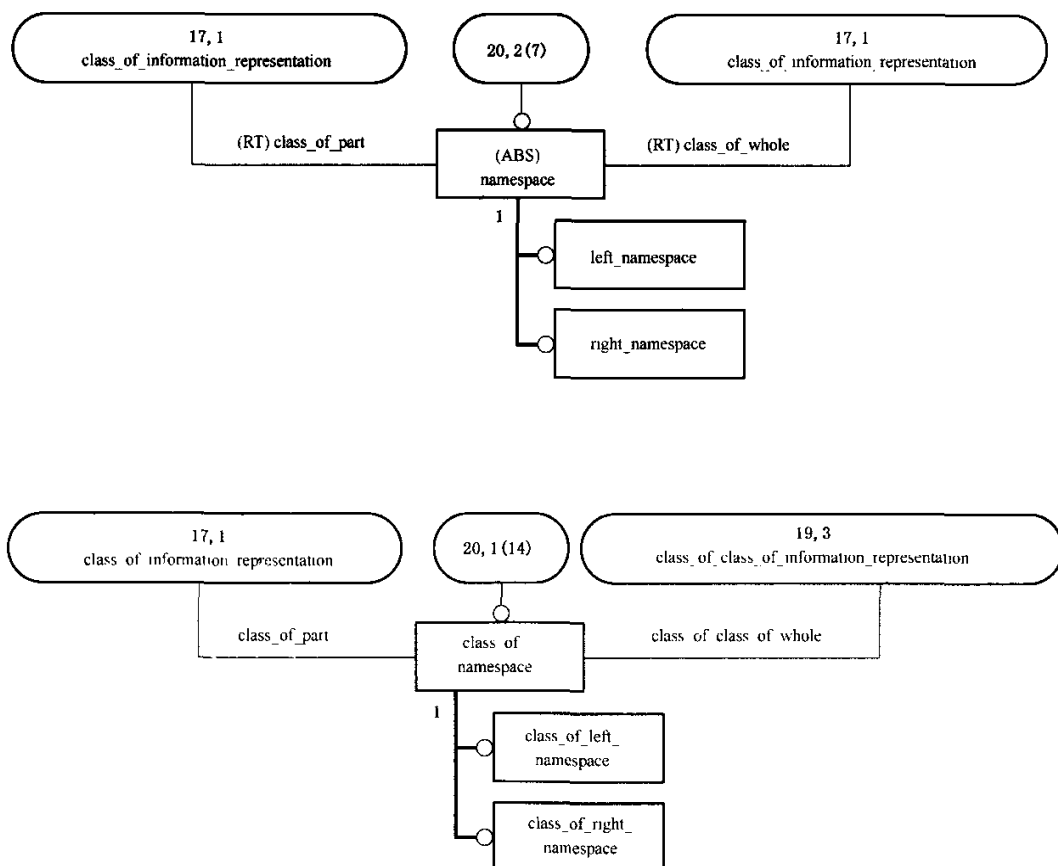 17, 1
class_of_information_representation
20, 2 (7)
17, 1
class_of_information_representation
(RT) class_of_part
(ABS)
namespace
(RT) class_of_whole
1
left_namespace
right_namespace
17, 1
class of information representation
20, 1 (14)
19, 3
class_of_class_of_information_representation
class_of_part
class of
namespace
class of class of whole
1
class_of_left_
namespace
class_of_right_
namespace